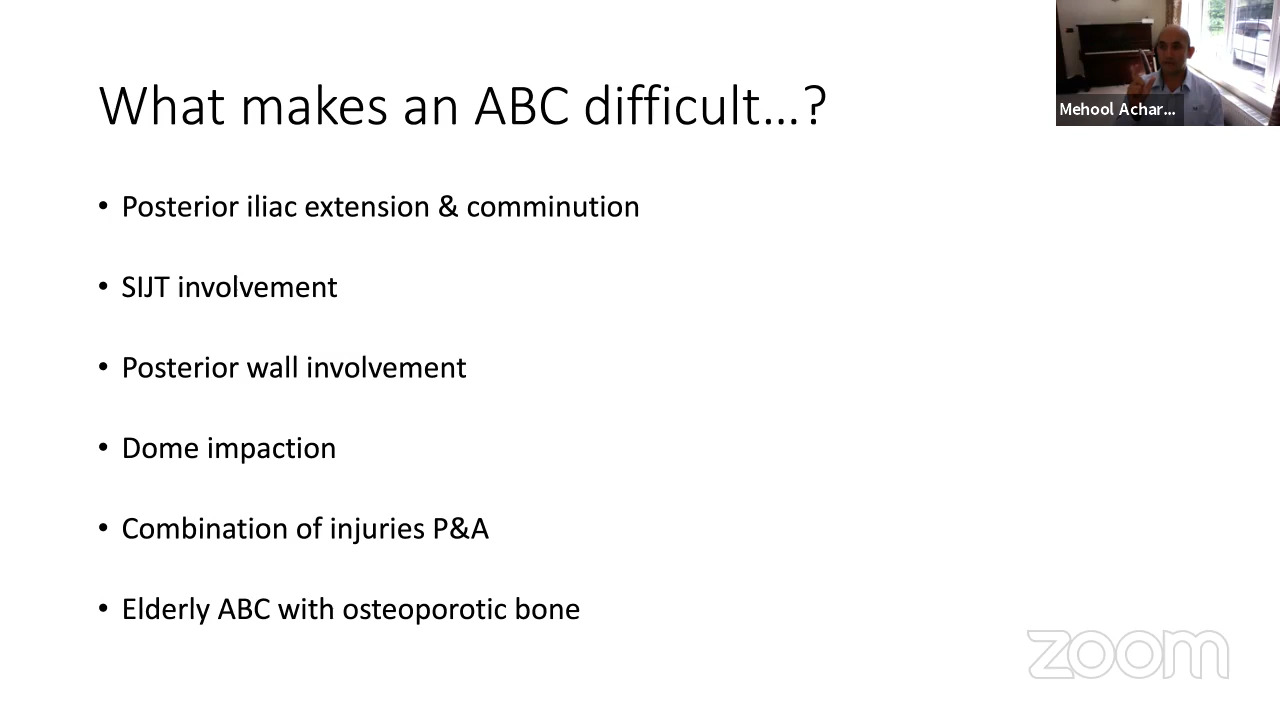 What makes an ABC difficult...?
Mehool Achar...
• Posterior iliac extension & comminution
• SIJT involvement
• Posterior wall involvement
• Dome impaction
• Combination of injuries P&A
• Elderly ABC with osteoporotic bone
zoom